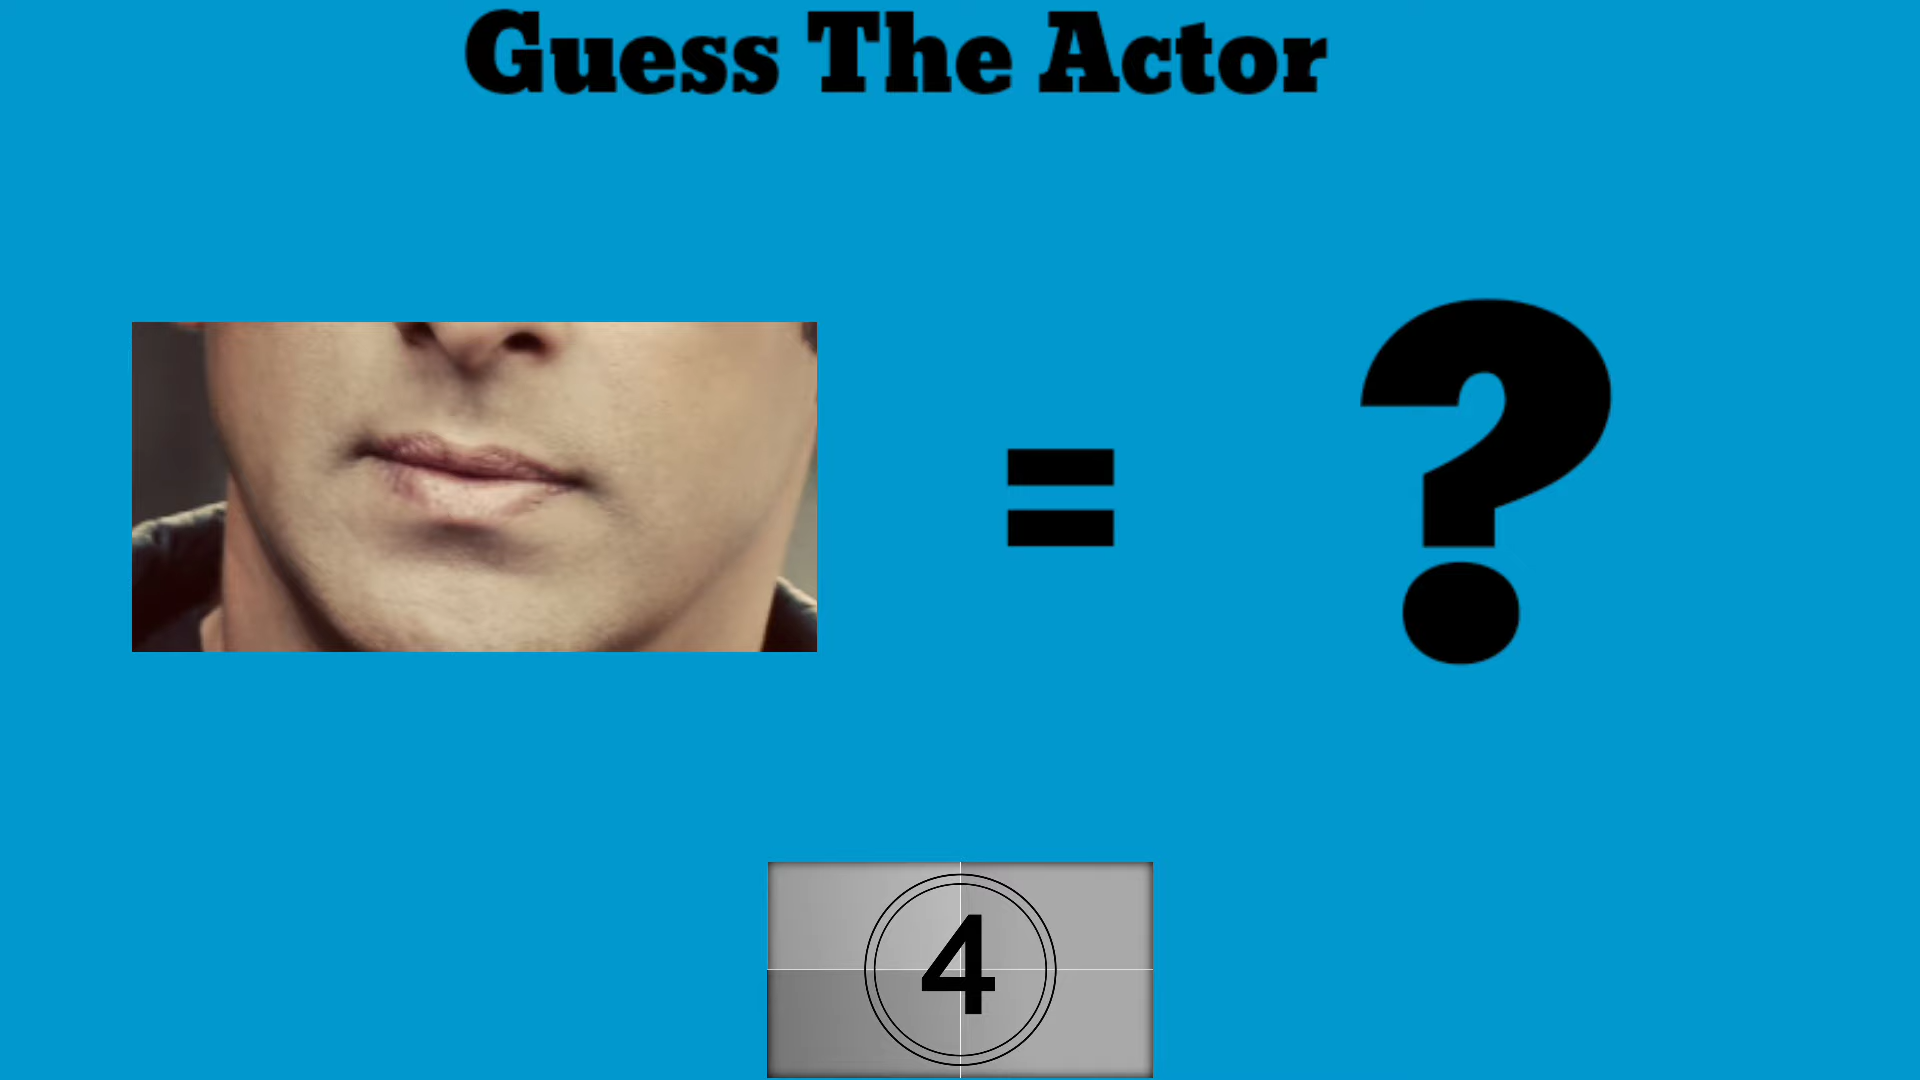 Guess The Actor
= ?
4